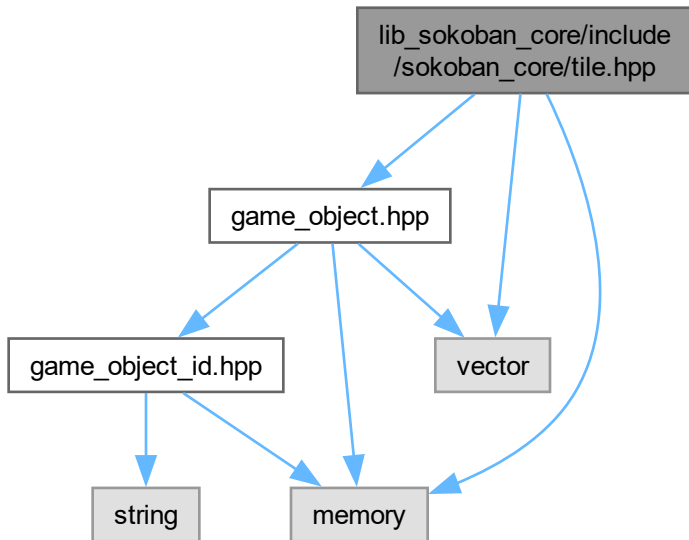 lib_sokoban_core/include
/sokoban_core/tile.hpp
game_object.hpp
game_object_id.hpp
vector
string
memory